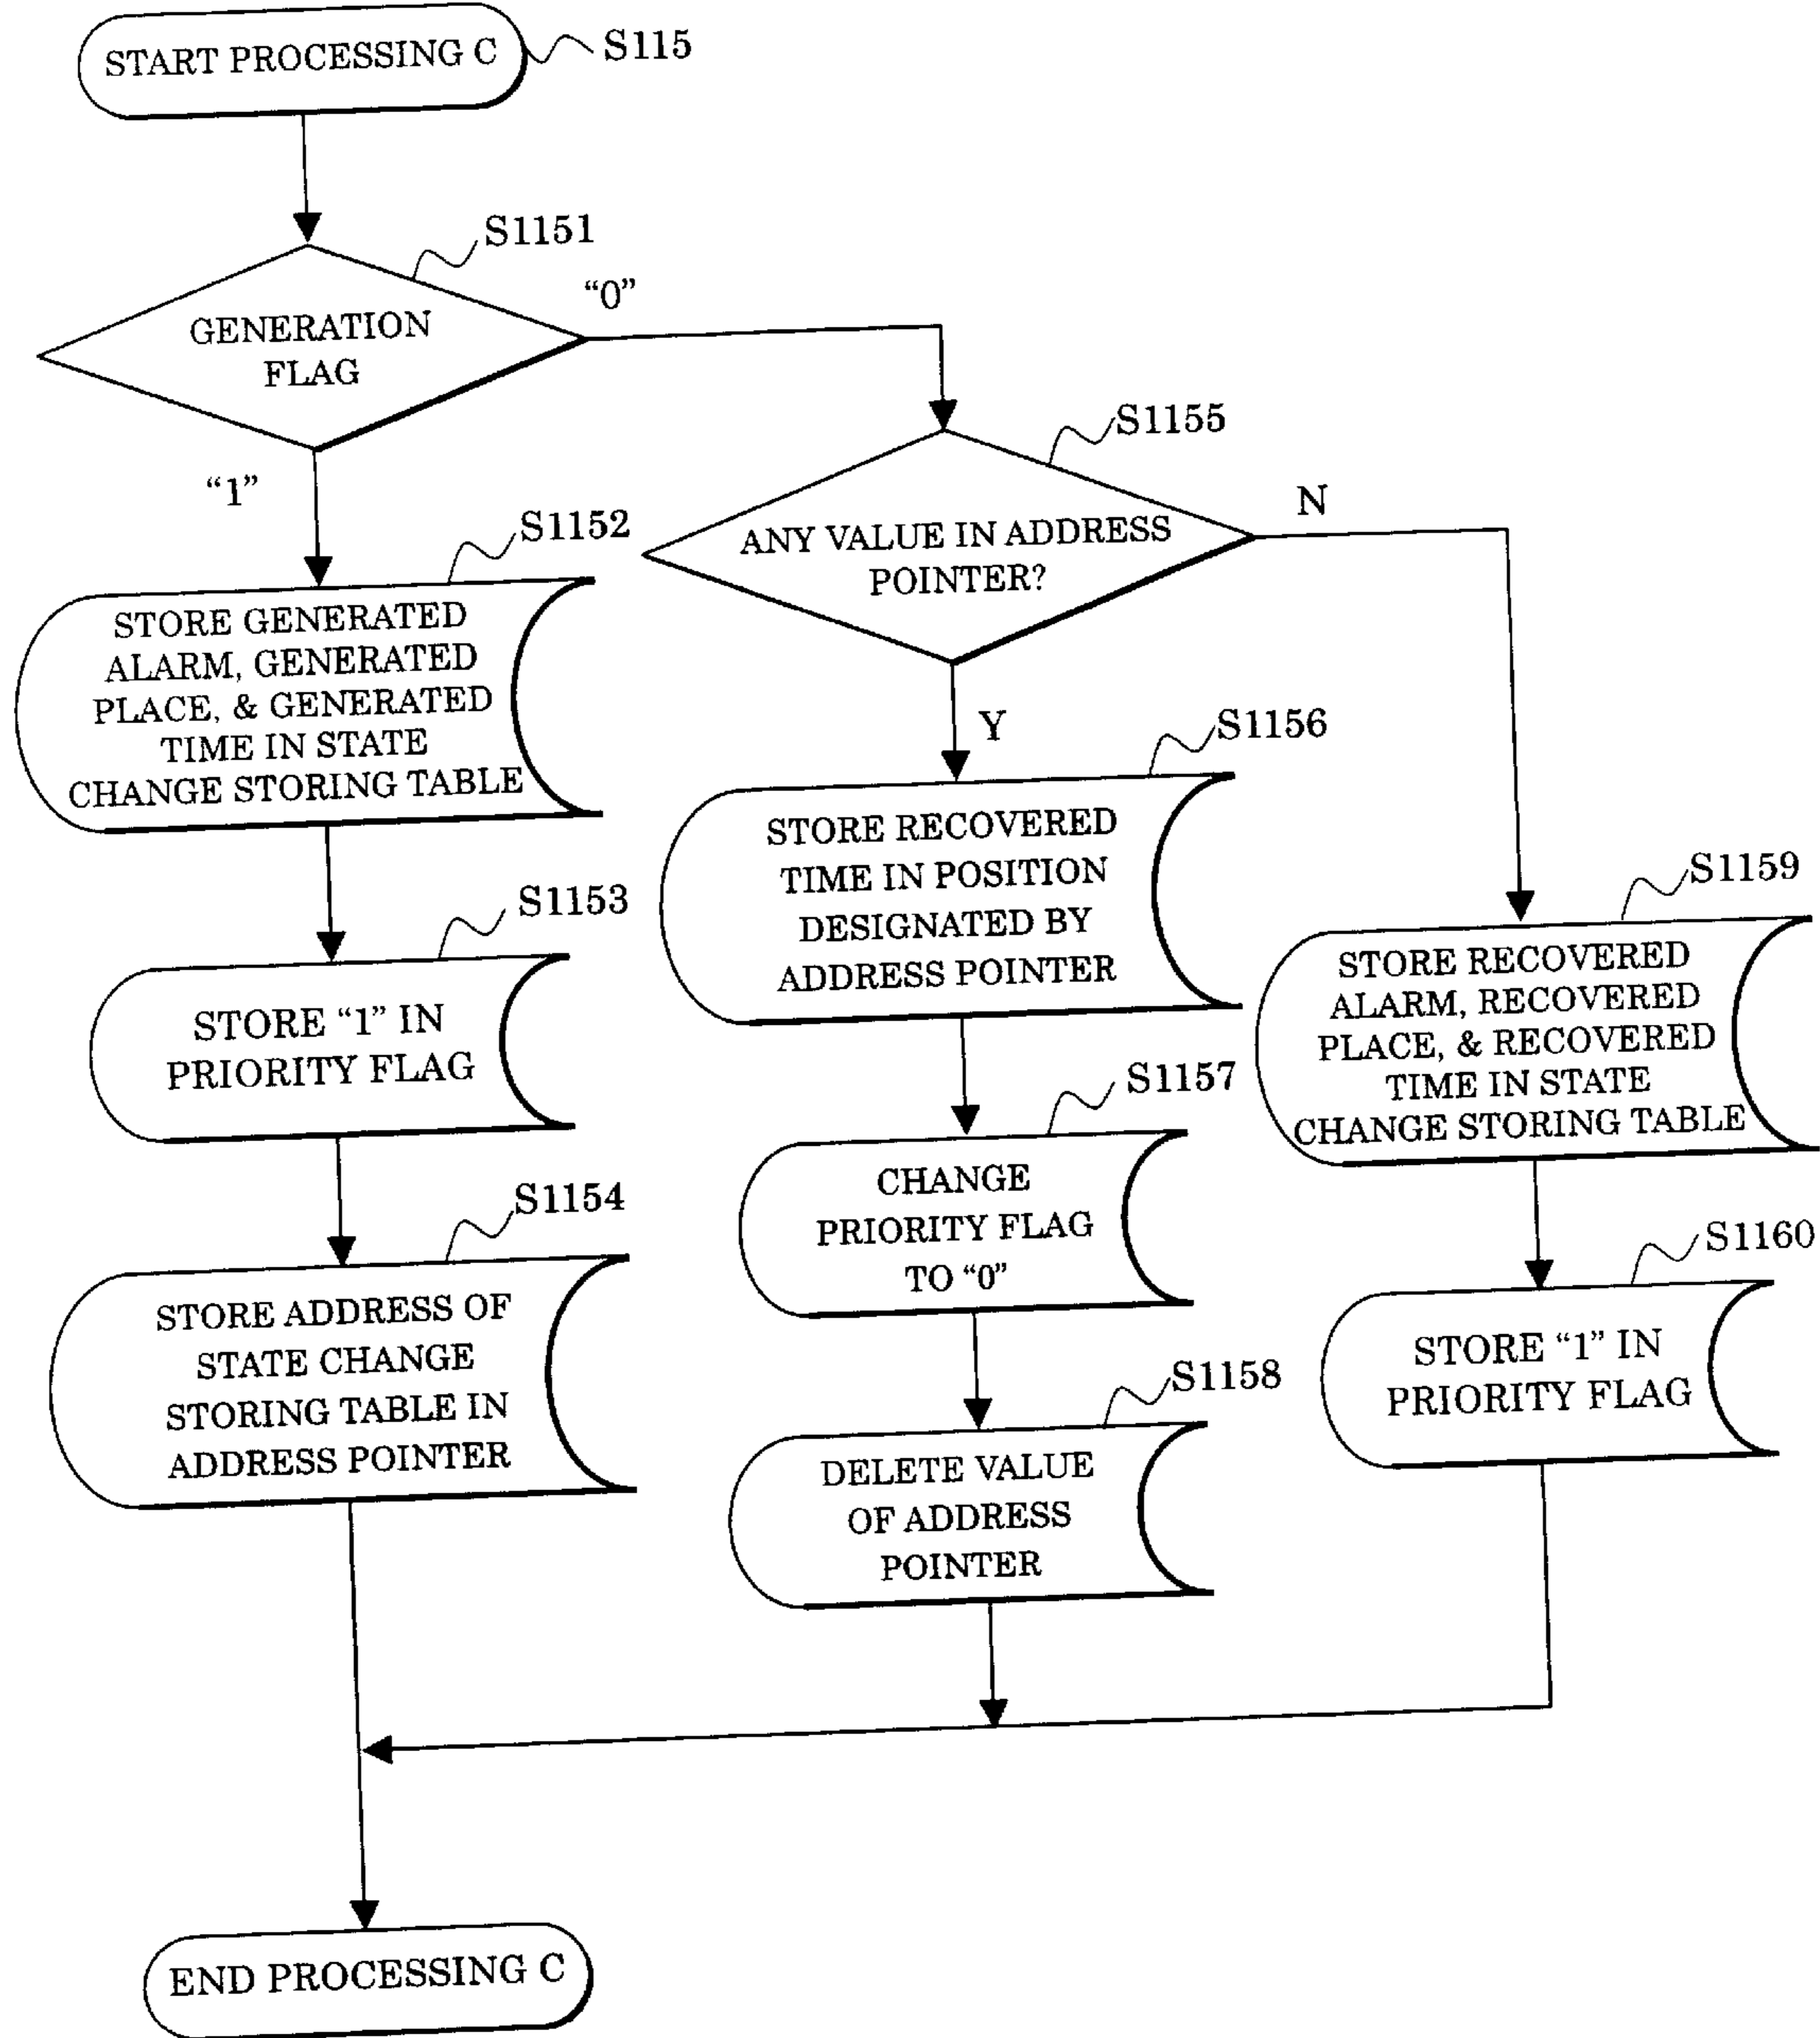 START PROCESSING C
S115
S1151
GENERATION
FLAG
“0”
“1”
S1152
STORE GENERATED
ALARM, GENERATED
PLACE, & GENERATED
TIME IN STATE
CHANGE STORING TABLE
S1153
STORE “1” IN
PRIORITY FLAG
S1154
STORE ADDRESS OF
STATE CHANGE
STORING TABLE IN
ADDRESS POINTER
S1155
ANY VALUE IN ADDRESS
POINTER?
N
Y
S1156
STORE RECOVERED
TIME IN POSITION
DESIGNATED BY
ADDRESS POINTER
S1157
CHANGE
PRIORITY FLAG
TO “0”
S1158
DELETE VALUE
OF ADDRESS
POINTER
S1159
STORE RECOVERED
ALARM, RECOVERED
PLACE, & RECOVERED
TIME IN STATE
CHANGE STORING TABLE
S1160
STORE “1” IN
PRIORITY FLAG
END PROCESSING C